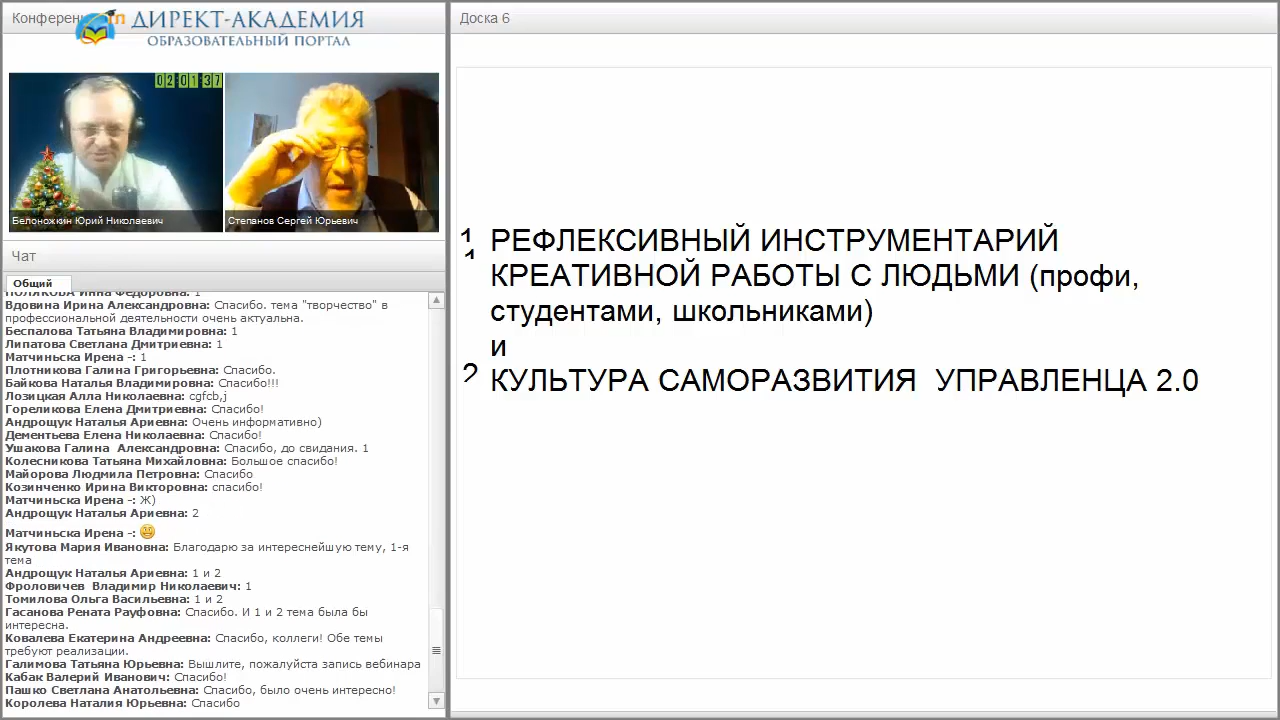 Конферен
ДИРЕКТ-АКАДЕМИЯ
ОБРАЗОВАТЕЛЬНЫЙ ПОРТАЛ
02:01:37
Белоножкин Юрий Николаевич
Степанов Сергей Юрьевич
Чат
Общий
ПОЛЯКОВА Инна Федоровна: 1
Вдовина Ирина Александровна: Спасибо. тема "творчество" в
профессиональной деятельности очень актуальна.
Беспалова Татьяна Владимировна: 1
Липатова Светлана Дмитриевна: 1
Матчиньска Ирена -: 1
Плотникова Галина Григорьевна: Спасибо.
Байкова Наталья Владимировна: Спасибо!!!
Лозицкая Алла Николаевна: cgfcb,j
Гореликова Елена Дмитриевна: Спасибо!
Андрощук Наталья Ариевна: Очень информативно)
Дементьева Елена Николаевна: Спасибо!
Ушакова Галина Александровна: Спасибо, до свидания. 1
Колесникова Татьяна Михайловна: Большое спасибо!
Майорова Людмила Петровна: Спасибо
Козинченко Ирина Викторовна: спасибо!
Матчиньска Ирена -: Ж)
Андрощук Наталья Ариевна: 2
Матчиньска Ирена -:
Якутова Мария Ивановна: Благодарю за интереснейшую тему, 1-я
тема
Андрощук Наталья Ариевна: 1 и 2
Фроловичев Владимир Николаевич: 1
Томилова Ольга Васильевна: 1 и 2
Гасанова Рената Рауфовна: Спасибо. И 1 и 2 тема была бы
интересна.
Ковалева Екатерина Андреевна: Спасибо, коллеги! Обе темы
требуют реализации.
Галимова Татьяна Юрьевна: Вышлите, пожалуйста запись вебинара
Кабак Валерий Иванович: Спасибо!
Пашко Светлана Анатольевна: Спасибо, было очень интересно!
Королева Наталия Юрьевна: Спасибо
Доска 6
1 РЕФЛЕКСИВНЫЙ ИНСТРУМЕНТАРИЙ
1 КРЕАТИВНОЙ РАБОТЫ С ЛЮДЬМИ (профи,
студентами, школьниками)
и
2 КУЛЬТУРА САМОРАЗВИТИЯ УПРАВЛЕНЦА 2.0